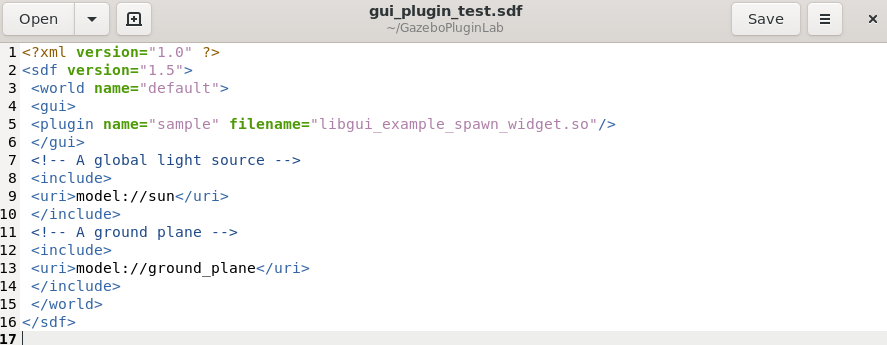 Open
gui_plugin_test.sdf
~/GazeboPluginLab
Save
1 <?xml version="1.0" ?>
2 <sdf version="1.5">
3  <world name="default">
4  <gui>
5  <plugin name="sample" filename="libgui_example_spawn_widget.so"/>
6  </gui>
7  <!-- A global light source -->
8  <include>
9  <uri>model://sun</uri>
10  </include>
11  <!-- A ground plane -->
12  <include>
13  <uri>model://ground_plane</uri>
14  </include>
15  </world>
16 </sdf>
17